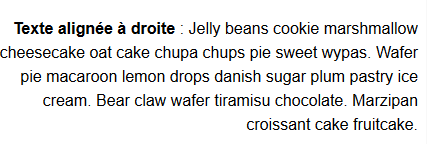 Texte alignée à droite : Jelly beans cookie marshmallow
cheesecake oat cake chupa chups pie sweet wypas. Wafer
pie macaroon lemon drops danish sugar plum pastry ice
cream. Bear claw wafer tiramisu chocolate. Marzipan
croissant cake fruitcake.